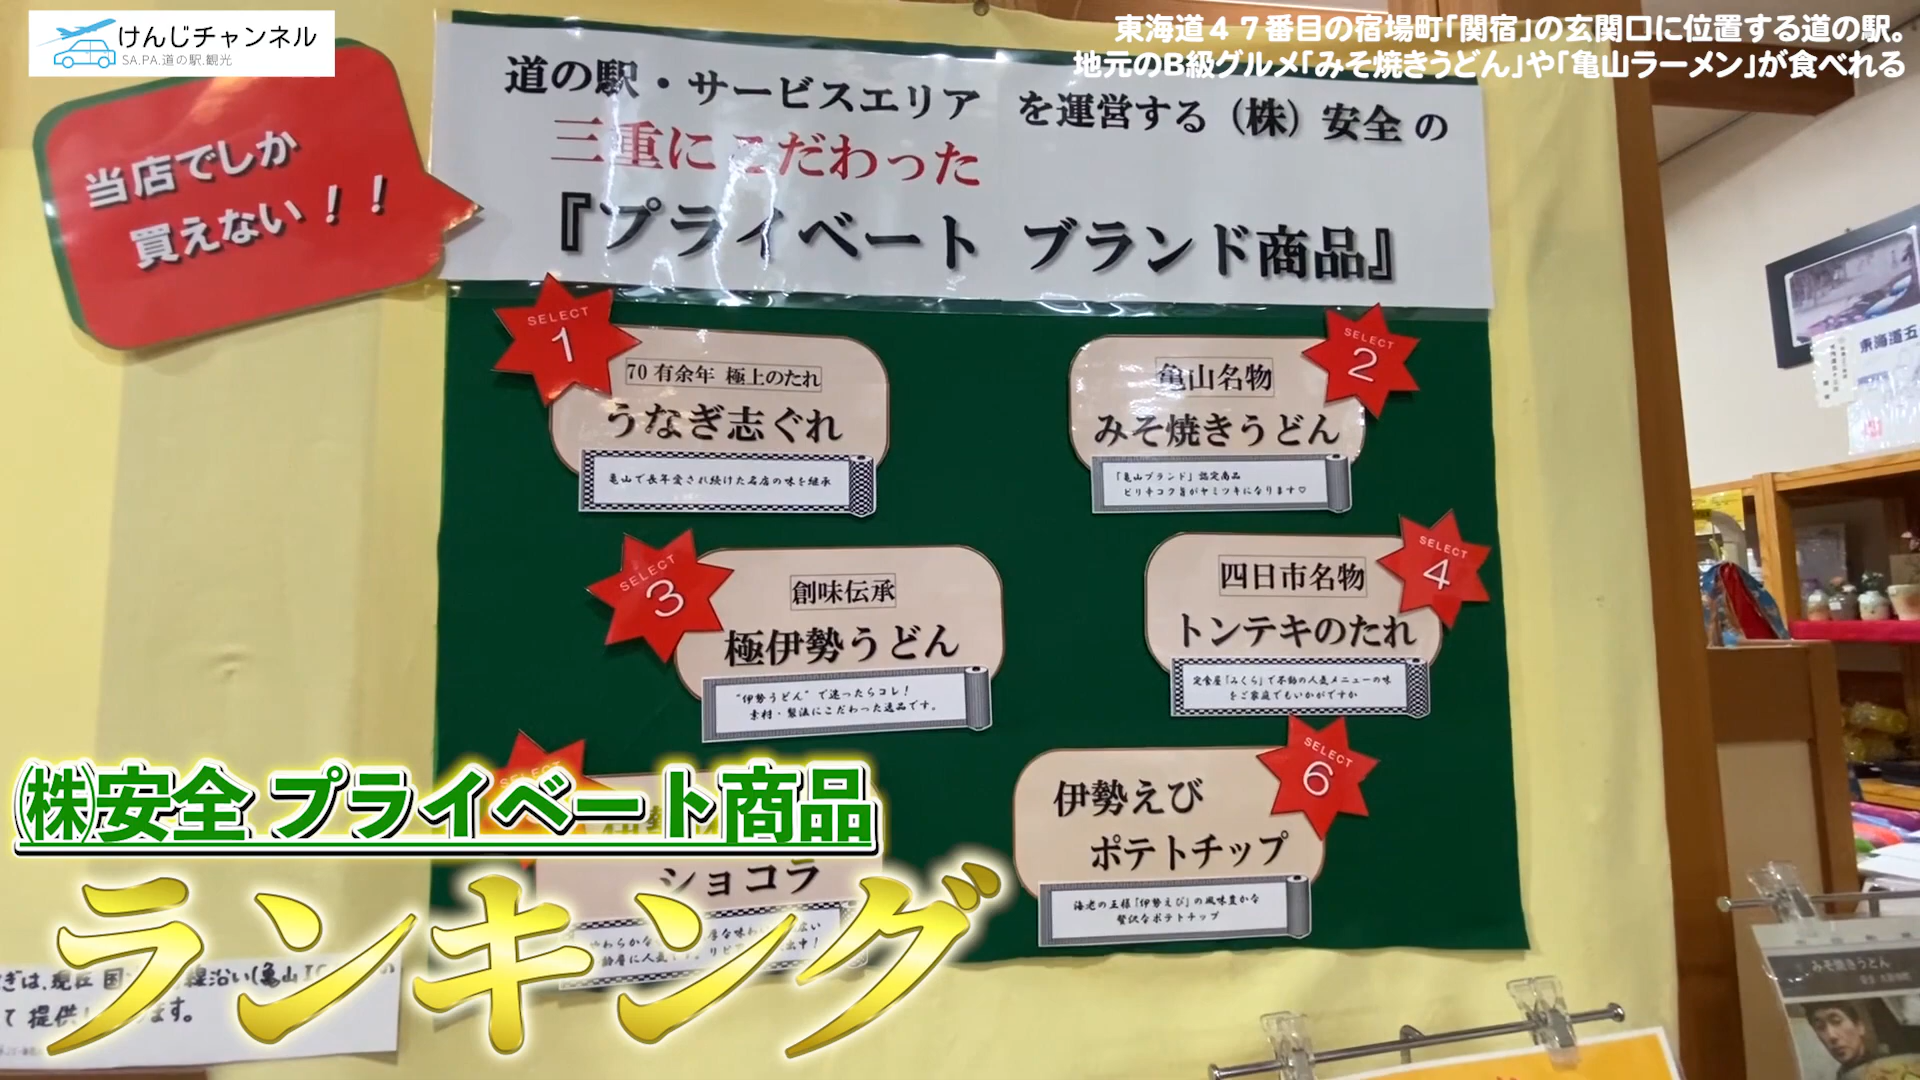 けんじチャンネル
SA.PA.道の駅.観光
東海道４７番目の宿場町｢関宿｣の玄関口に位置する道の駅。
地元のB級グルメ｢みそ焼きうどん｣や｢亀山ラーメン｣が食べれる
当店でしか
買えない！！
道の駅・サービスエリア を運営する（株）安全の
三重にこだわった
『プライベート ブランド商品』
SELECT
1
70有余年 極上のたれ
うなぎ志ぐれ
亀山で長年愛され続けた名店の味を継承
SELECT
2
亀山名物
みそ焼きうどん
「亀山ブランド」認定商品
ピリ辛コク旨がヤミツキになります♡
SELECT
3
創味伝承
極伊勢うどん
"伊勢うどん"で迷ったらコレ！
素材・製法にこだわった逸品です。
SELECT
4
四日市名物
トンテキのたれ
定食屋「みくら」で不動の人気メニューの味
をご家庭でもいかがですか
SELECT
ショコラ
SELECT
6
伊勢えび
ポテトチップ
海老の王様「伊勢えび」の風味豊かな
贅沢なポテトチップ
㈱安全 プライベート商品
ランキング
東海道五
みそ焼きうどん